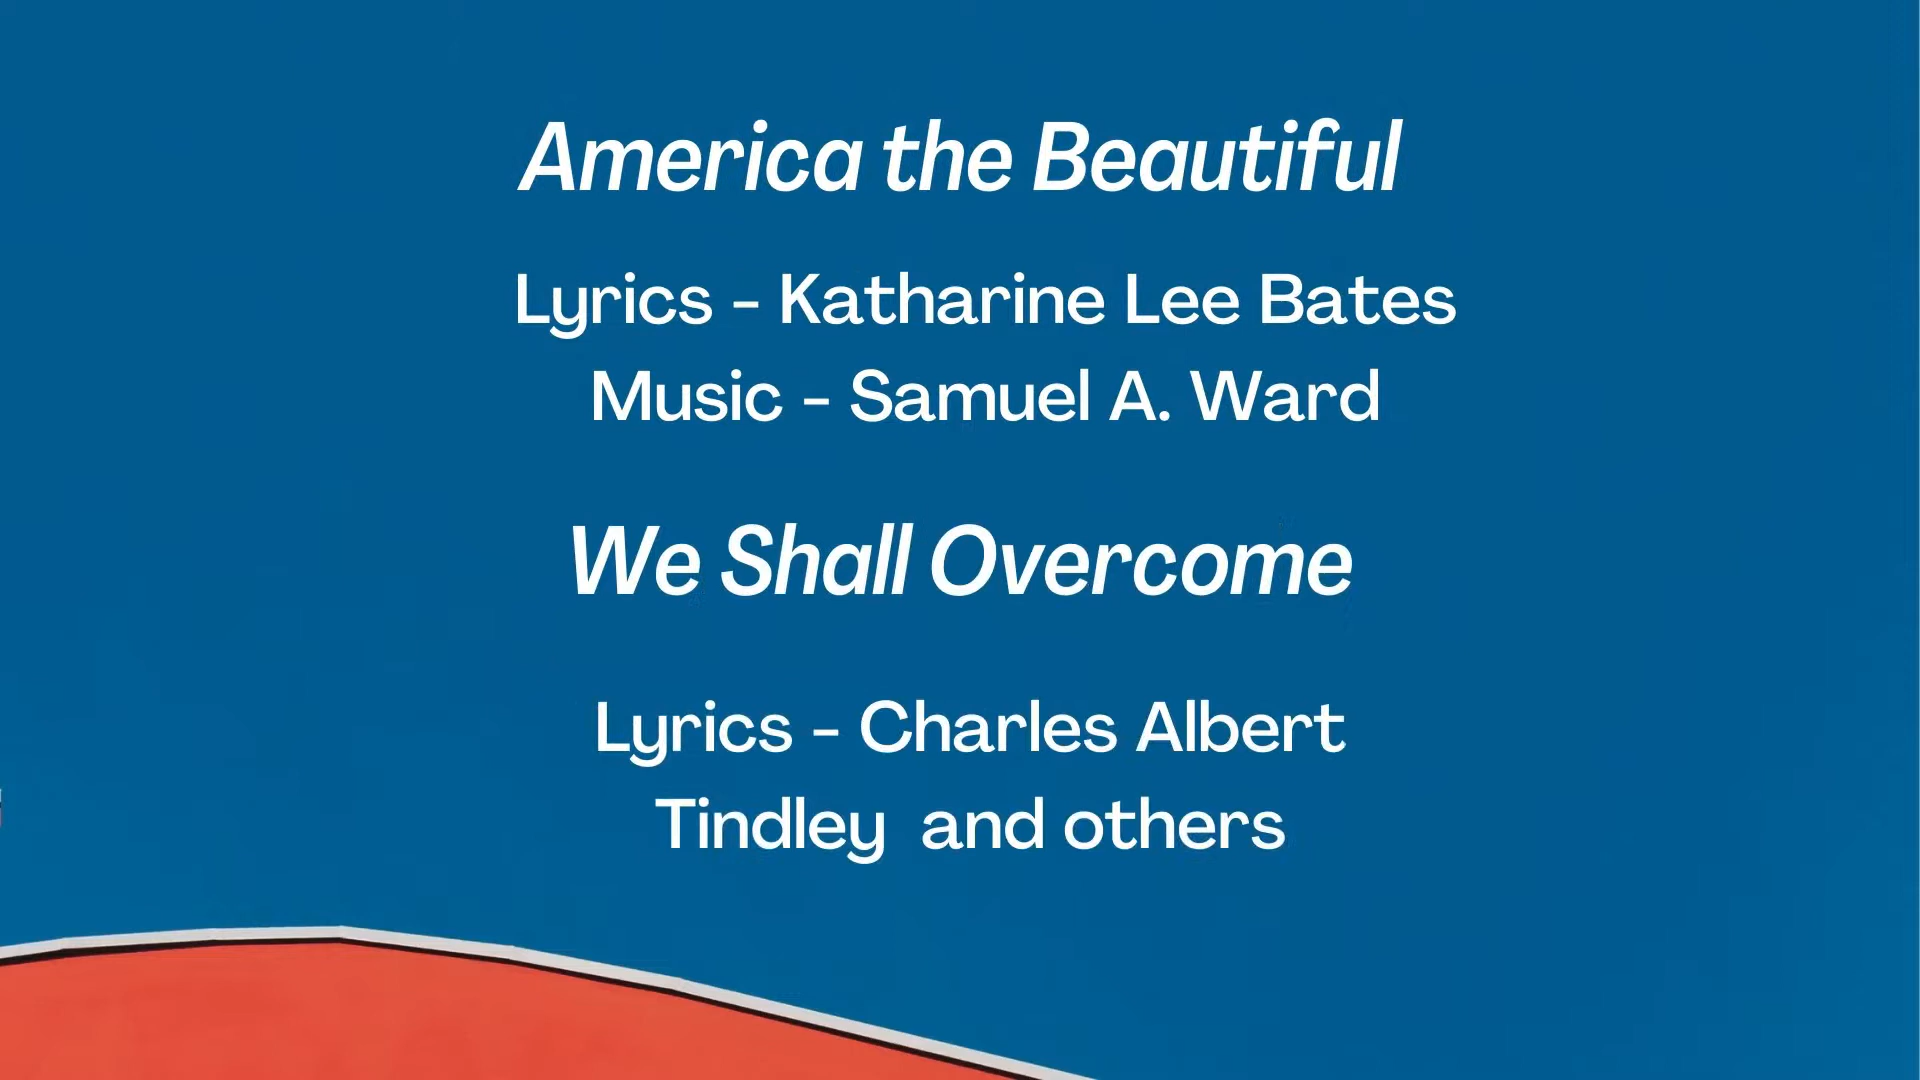 America the Beautiful
Lyrics - Katharine Lee Bates
Music - Samuel A. Ward
We Shall Overcome
Lyrics - Charles Albert
Tindley  and others